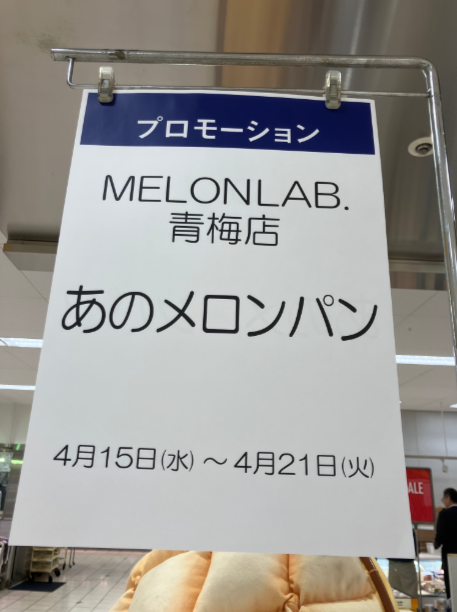 プロモーション
MELONLAB.
青梅店
あのメロンパン
4月15日(水) ～ 4月21日(火)
ALE